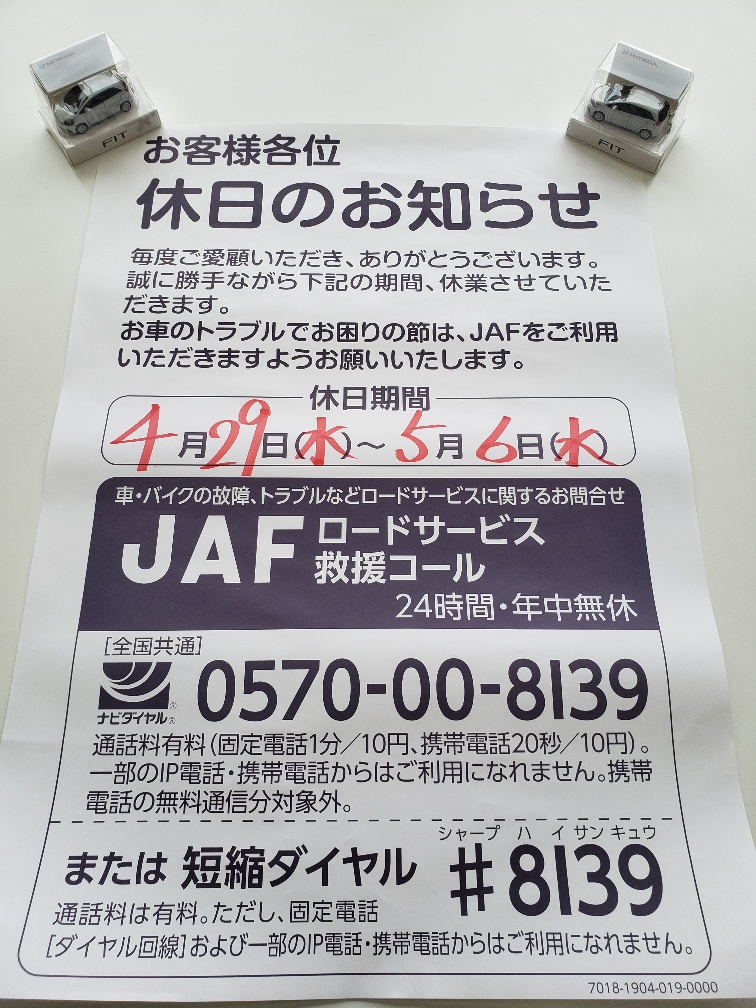 HONDA
FIT
HONDA
FIT
お客様各位
休日のお知らせ
毎度ご愛顧いただき、ありがとうございます。
誠に勝手ながら下記の期間、休業させていた
だきます。
お車のトラブルでお困りの節は、JAFをご利用
いただきますようお願いいたします。
休日期間
4月29日(水)～5月6日(水)
車・バイクの故障、トラブルなどロードサービスに関するお問合せ
JAF ロードサービス
救援コール
24時間・年中無休
[全国共通]
ナビダイヤル® 0570-00-8139
通話料有料(固定電話1分/10円、携帯電話20秒/10円)。
一部のIP電話・携帯電話からはご利用になれません。携帯
電話の無料通信分対象外。
シャープ ハイサンキュウ
または 短縮ダイヤル #8139
通話料は有料。ただし、固定電話
[ダイヤル回線]および一部のIP電話・携帯電話からはご利用になれません。
7018-1904-019-0000